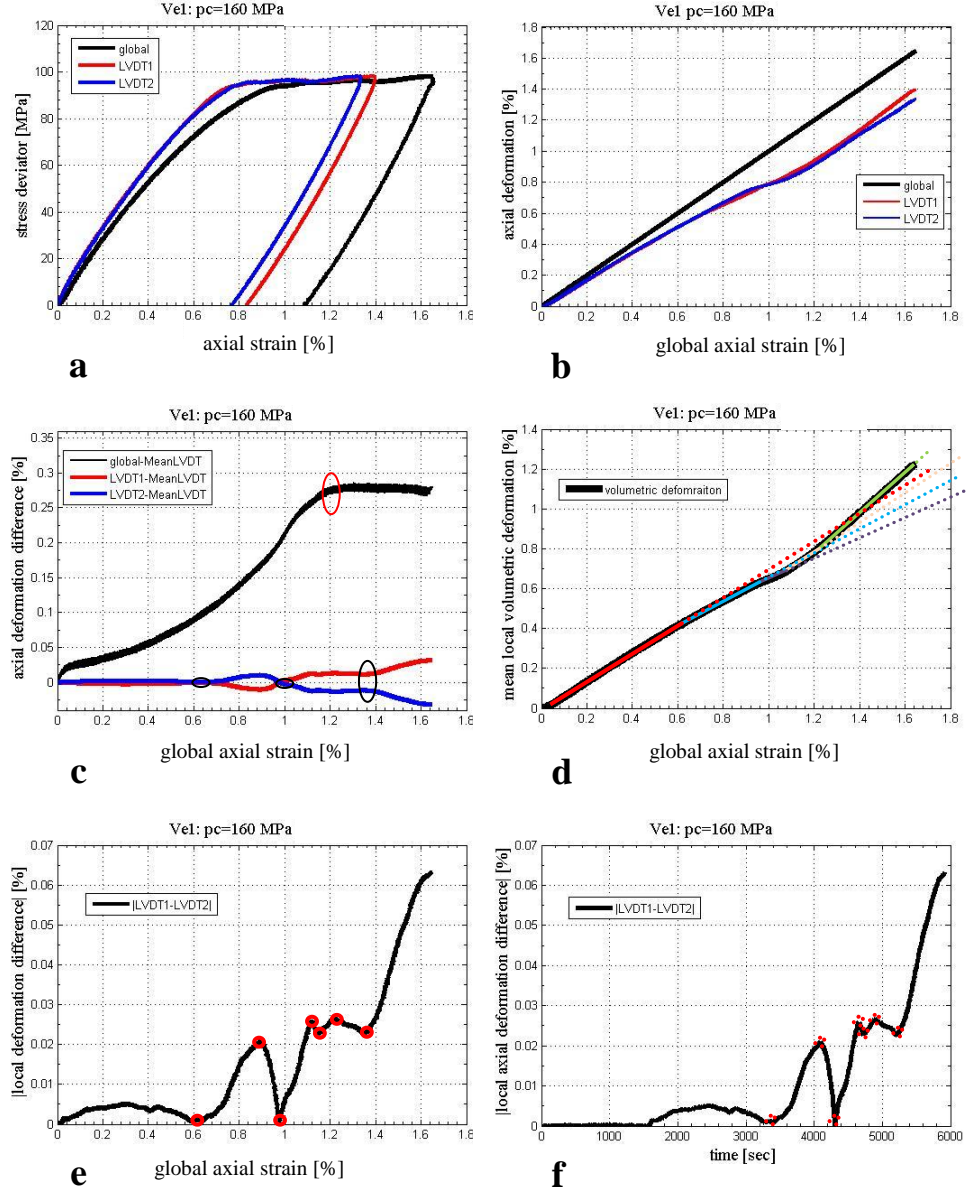 Ve1: pc=160 MPa
120
100
80
60
40
20
0
stress deviator [MPa]
global
LVDT1
LVDT2
0 0.2 0.4 0.6 0.8 1 1.2 1.4 1.6 1.8
axial strain [%]
a
Ve1 pc=160 MPa
1.8
1.6
1.4
1.2
1.0
0.8
0.6
0.4
0.2
0
axial deformation [%]
global
LVDT1
LVDT2
0 0.2 0.4 0.6 0.8 1 1.2 1.4 1.6 1.8
global axial strain [%]
b
Ve1: pc=160 MPa
0.35
0.3
0.25
0.2
0.15
0.1
0.05
0
axial deformation difference [%]
global-MeanLVDT
LVDT1-MeanLVDT
LVDT2-MeanLVDT
0 0.2 0.4 0.6 0.8 1 1.2 1.4 1.6 1.8
global axial strain [%]
c
Ve1: pc=160 MPa
1.4
1.2
1
0.8
0.6
0.4
0.2
0
mean local volumetric deformation [%]
volumetric defomraiton
0 0.2 0.4 0.6 0.8 1 1.2 1.4 1.6 1.8
global axial strain [%]
d
Ve1: pc=160 MPa
0.07
0.06
0.05
0.04
0.03
0.02
0.01
0
|local deformation difference| [%]
|LVDT1-LVDT2|
0 0.2 0.4 0.6 0.8 1 1.2 1.4 1.6 1.8
global axial strain [%]
e
Ve1: pc=160 MPa
0.07
0.06
0.05
0.04
0.03
0.02
0.01
0
|local axial deformation difference| [%]
|LVDT1-LVDT2|
0 1000 2000 3000 4000 5000 6000
time [sec]
f